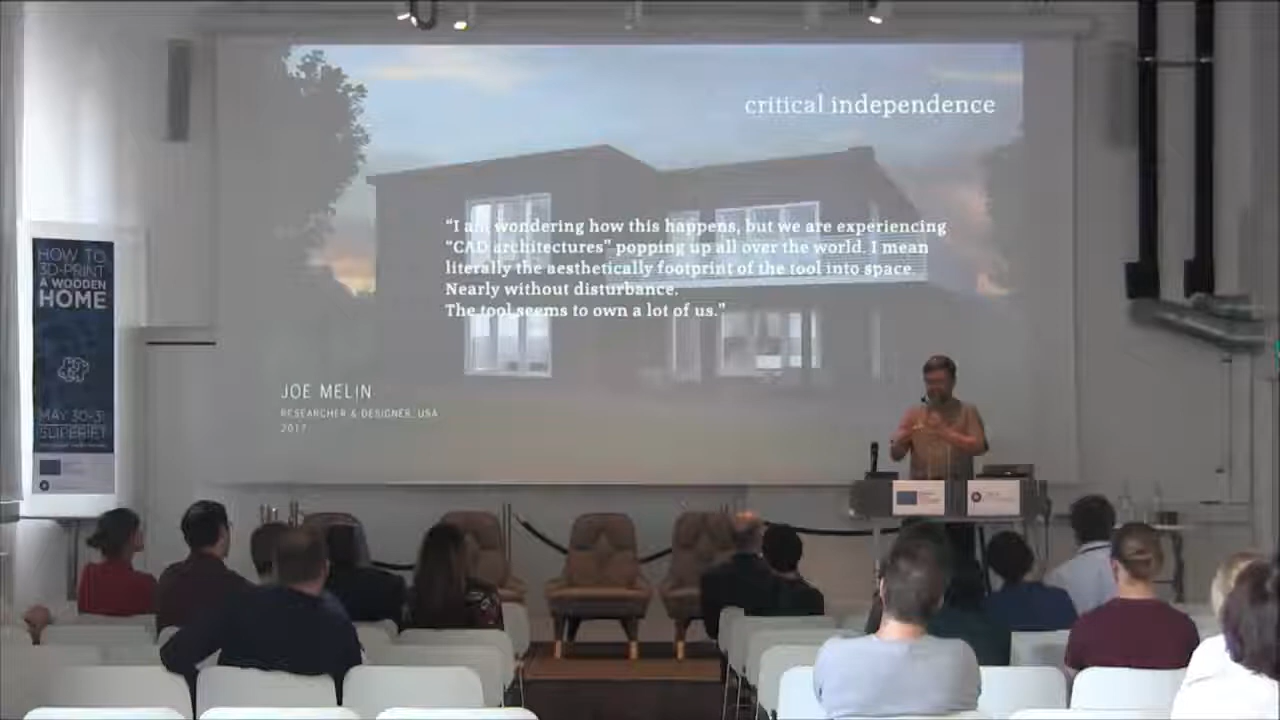 critical independence
“I am wondering how this happens, but we are experiencing
“CAD architectures” popping up all over the world. I mean
literally the aesthetically footprint of the tool into space.
Nearly without disturbance.
The tool seems to own a lot of us.”
JOE MELIN
RESEARCHER & DESIGNER, USA
2017
HOW TO
3D-PRINT
A WOODEN
HOME
MAY 30-31
SLIPERIET